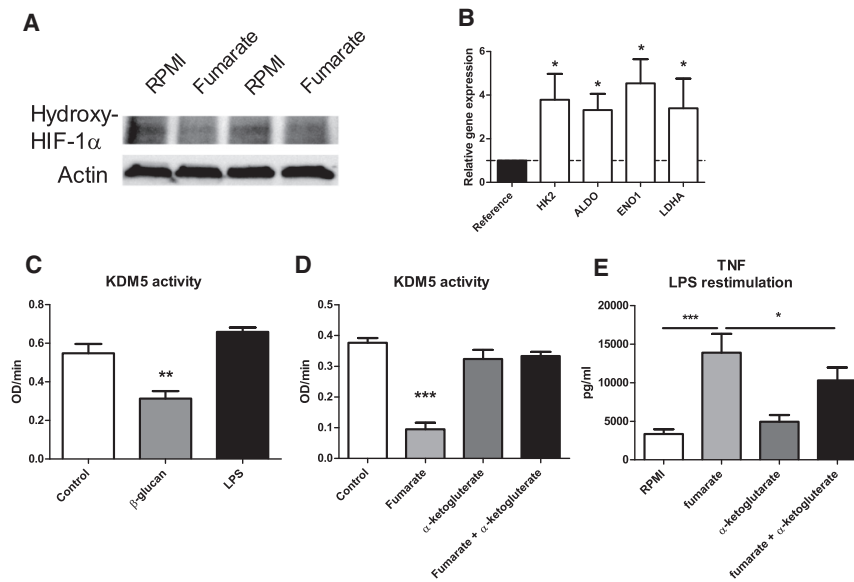 A
RPMI
Fumarate
RPMI
Fumarate
Hydroxy-
HIF-1α
Actin
B
Relative gene expression
6
4
2
0
*
*
*
*
Reference
HK2
ALDO
ENO1
LDHA
C
KDM5 activity
OD/min
0.8
0.6
0.4
0.2
0.0
**
Control
β-glucan
LPS
D
KDM5 activity
OD/min
0.5
0.4
0.3
0.2
0.1
0.0
***
Control
Fumarate
α-ketogluterate
Fumarate + α-ketogluterate
E
TNF
LPS restimulation
pg/ml
20000
15000
10000
5000
0
***
*
RPMI
fumarate
α-ketoglutarate
fumarate + α-ketogluterate